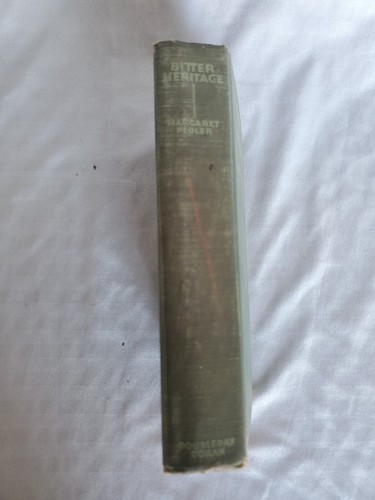 BITTER
HERITAGE
MARGARET
PEDLER
DOUBLEDAY
DORAN